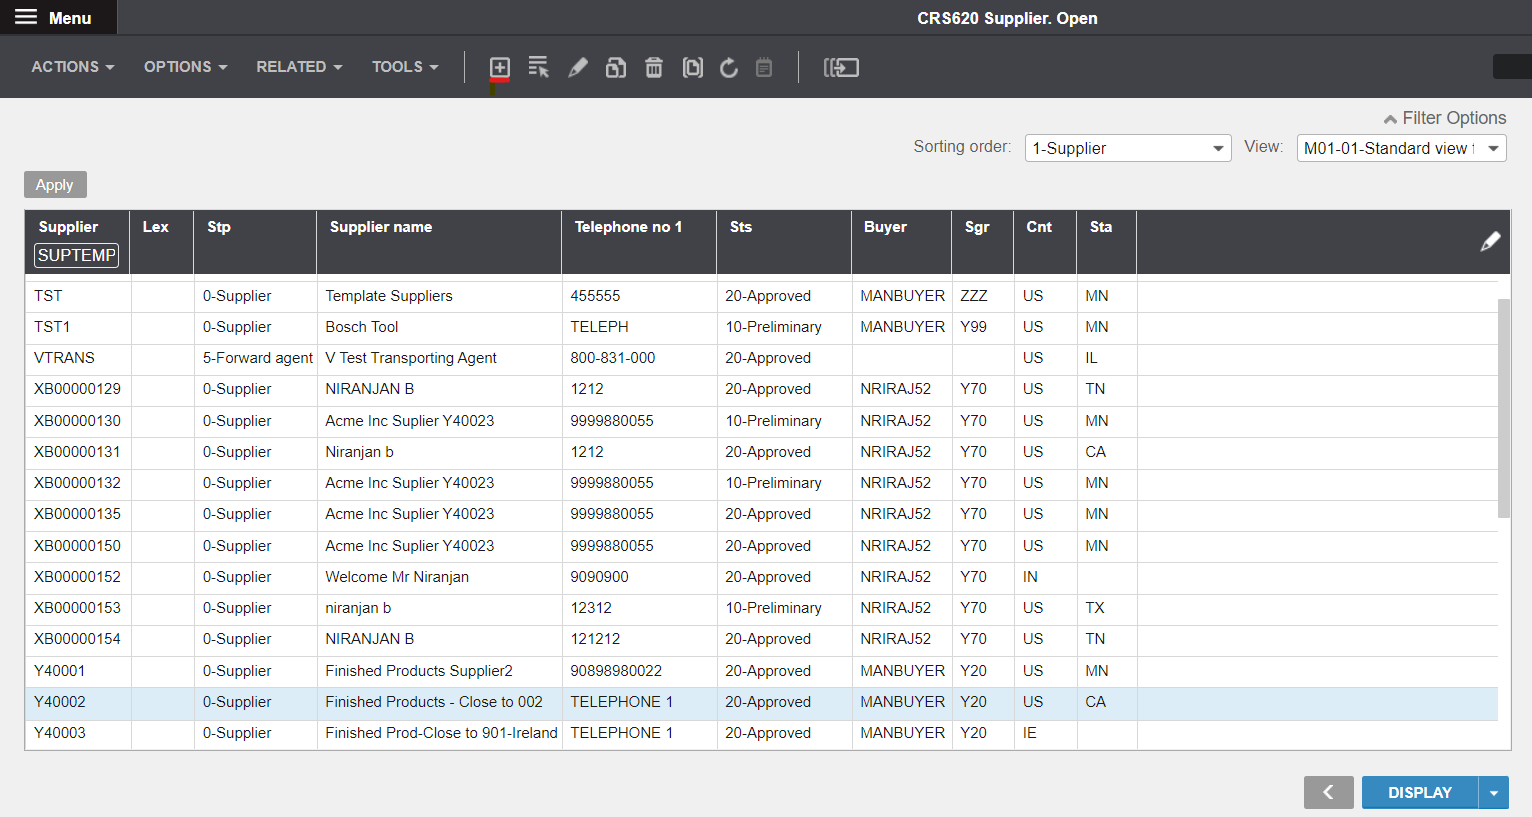 Menu
CRS620 Supplier. Open
ACTIONS OPTIONS RELATED TOOLS
Filter Options
Sorting order: 1-Supplier View: M01-01-Standard view
Apply
Supplier Lex Stp Supplier name Telephone no 1 Sts Buyer Sgr Cnt Sta
SUPTEMP
TST 0-Supplier Template Suppliers 455555 20-Approved MANBUYER ZZZ US MN
TST1 0-Supplier Bosch Tool TELEPH 10-Preliminary MANBUYER Y99 US MN
VTRANS 5-Forward agent V Test Transporting Agent 800-831-000 20-Approved US IL
XB00000129 0-Supplier NIRANJAN B 1212 20-Approved NRIRAJ52 Y70 US TN
XB00000130 0-Supplier Acme Inc Suplier Y40023 9999880055 10-Preliminary NRIRAJ52 Y70 US MN
XB00000131 0-Supplier Niranjan b 1212 20-Approved NRIRAJ52 Y70 US CA
XB00000132 0-Supplier Acme Inc Suplier Y40023 9999880055 10-Preliminary NRIRAJ52 Y70 US MN
XB00000135 0-Supplier Acme Inc Suplier Y40023 9999880055 20-Approved NRIRAJ52 Y70 US MN
XB00000150 0-Supplier Acme Inc Suplier Y40023 9999880055 20-Approved NRIRAJ52 Y70 US MN
XB00000152 0-Supplier Welcome Mr Niranjan 9090900 20-Approved NRIRAJ52 Y70 IN
XB00000153 0-Supplier niranjan b 12312 10-Preliminary NRIRAJ52 Y70 US TX
XB00000154 0-Supplier NIRANJAN B 121212 20-Approved NRIRAJ52 Y70 US TN
Y40001 0-Supplier Finished Products Supplier2 90898980022 20-Approved MANBUYER Y20 US MN
Y40002 0-Supplier Finished Products - Close to 002 TELEPHONE 1 20-Approved MANBUYER Y20 US CA
Y40003 0-Supplier Finished Prod-Close to 901-Ireland TELEPHONE 1 20-Approved MANBUYER Y20 IE
DISPLAY